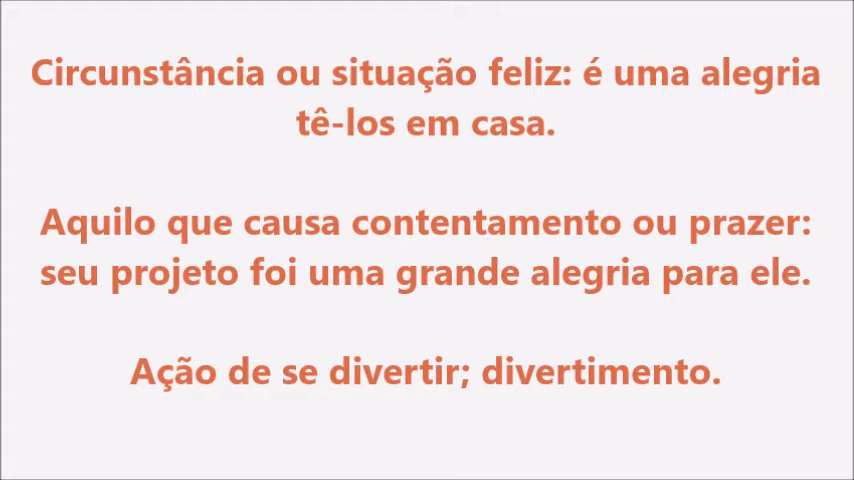 Circunstância ou situação feliz: é uma alegria
tê-los em casa.
Aquilo que causa contentamento ou prazer:
seu projeto foi uma grande alegria para ele.
Ação de se divertir; divertimento.